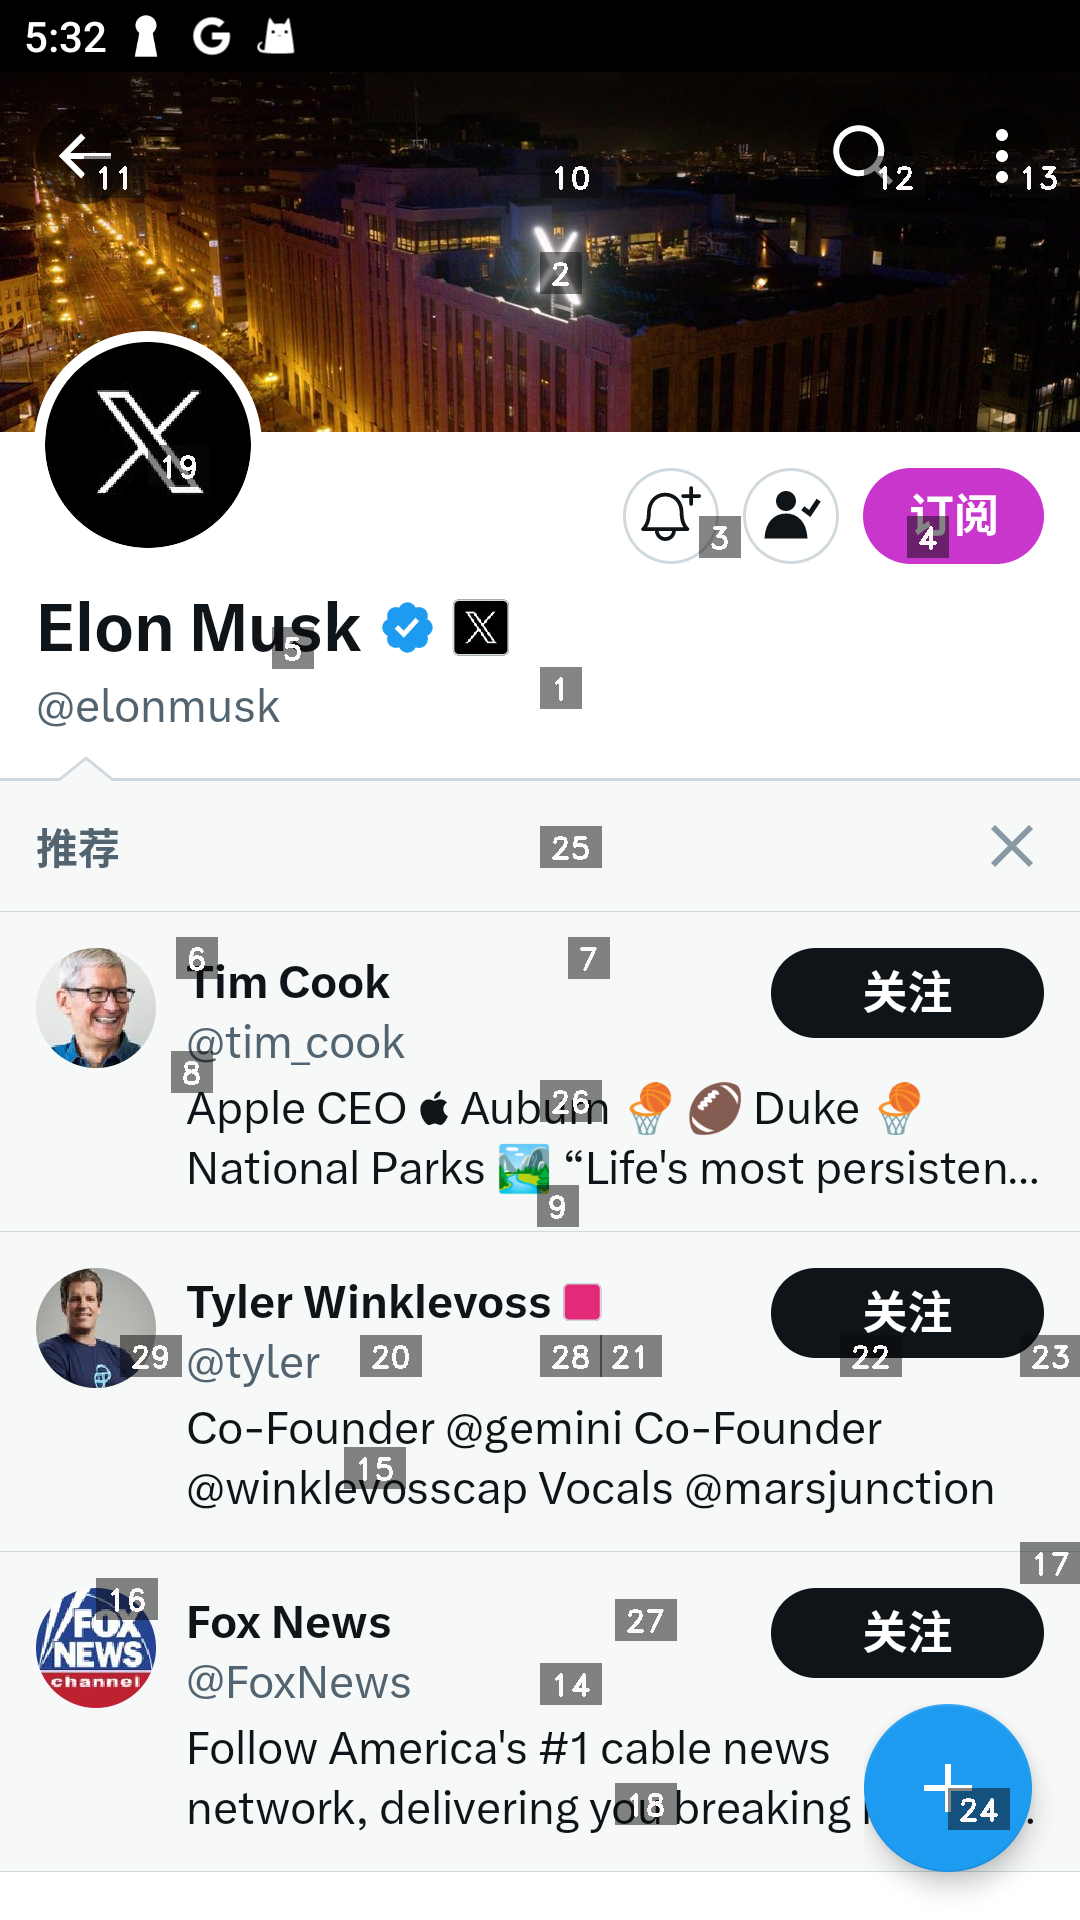 5:32
11
10
12
13
2
19
订阅
3
4
Elon Musk
5
@elonmusk
1
推荐
25
6
7
Tim Cook
关注
@tim_cook
8
Apple CEO Auburn 🏀 🏈 Duke 🏀
26
National Parks 🏞️ “Life's most persisten...
9
Tyler Winklevoss
关注
29
@tyler
20
28
21
22
23
Co-Founder @gemini Co-Founder
15
@winklevosscap Vocals @marsjunction
17
16
FOX NEWS channel
Fox News
27
关注
@FoxNews
14
Follow America's #1 cable news
network, delivering you breaking
18
24